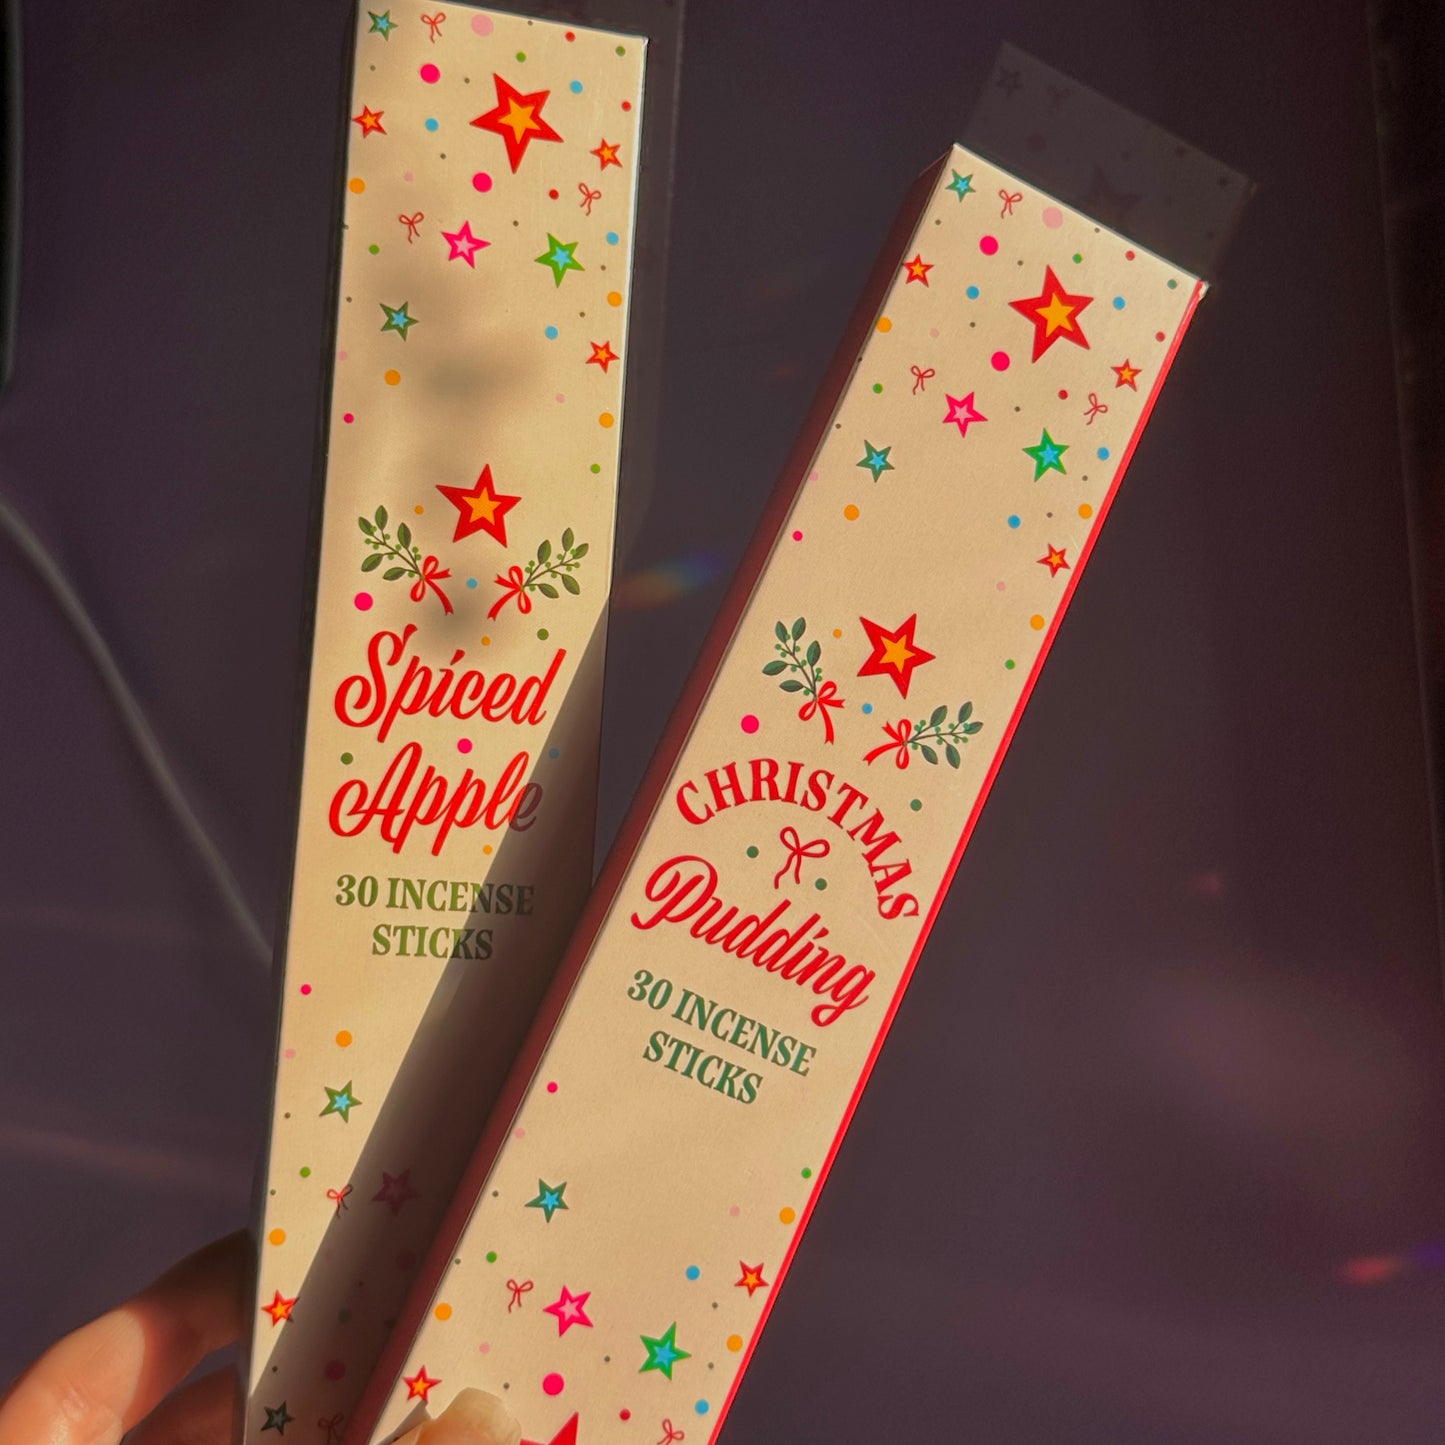 Spiced
Apple
30 INCENSE
STICKS
CHRISTMAS
Pudding
30 INCENSE
STICKS